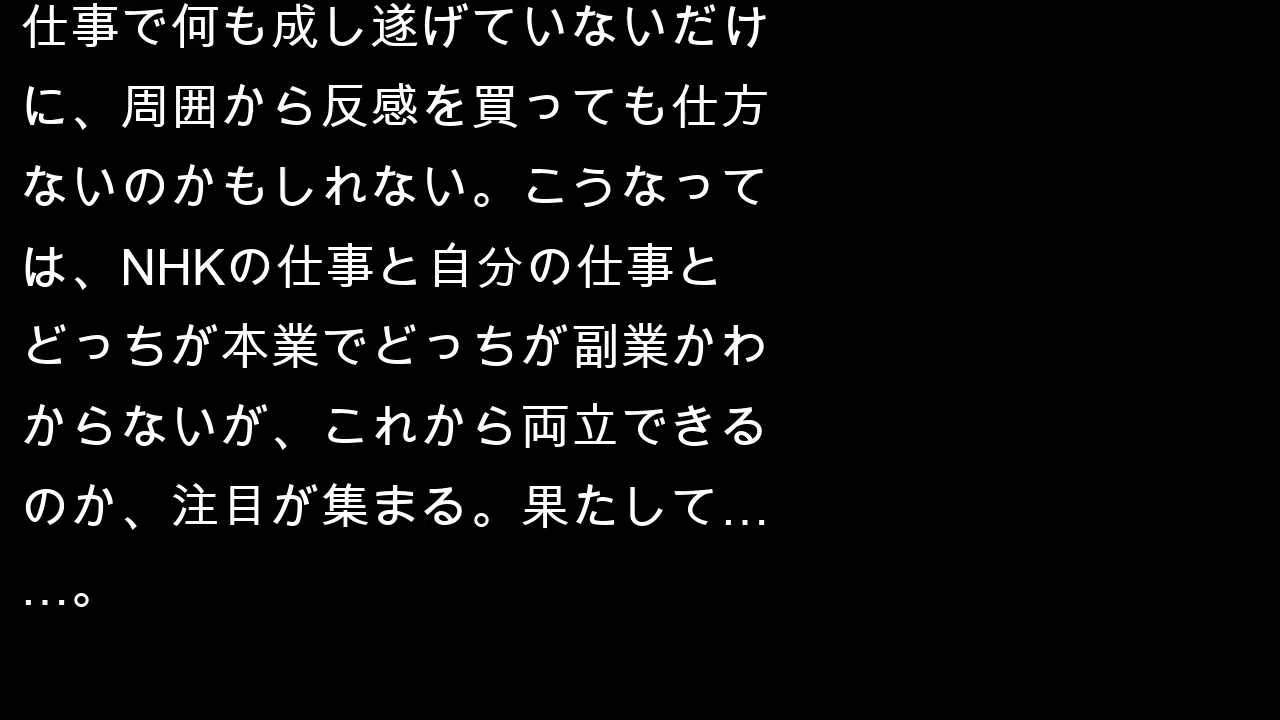 仕事で何も成し遂げていないだけ
に、周囲から反感を買っても仕方
ないのかもしれない。こうなって
は、NHKの仕事と自分の仕事と
どっちが本業でどっちが副業かわ
からないが、これから両立できる
のか、注目が集まる。果たして…
…。